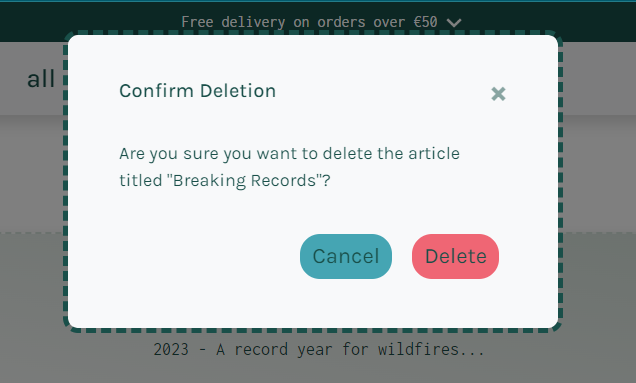 Free delivery on orders over €50
all
Confirm Deletion
Are you sure you want to delete the article
titled "Breaking Records"?
Cancel Delete
2023 - A record year for wildfires...